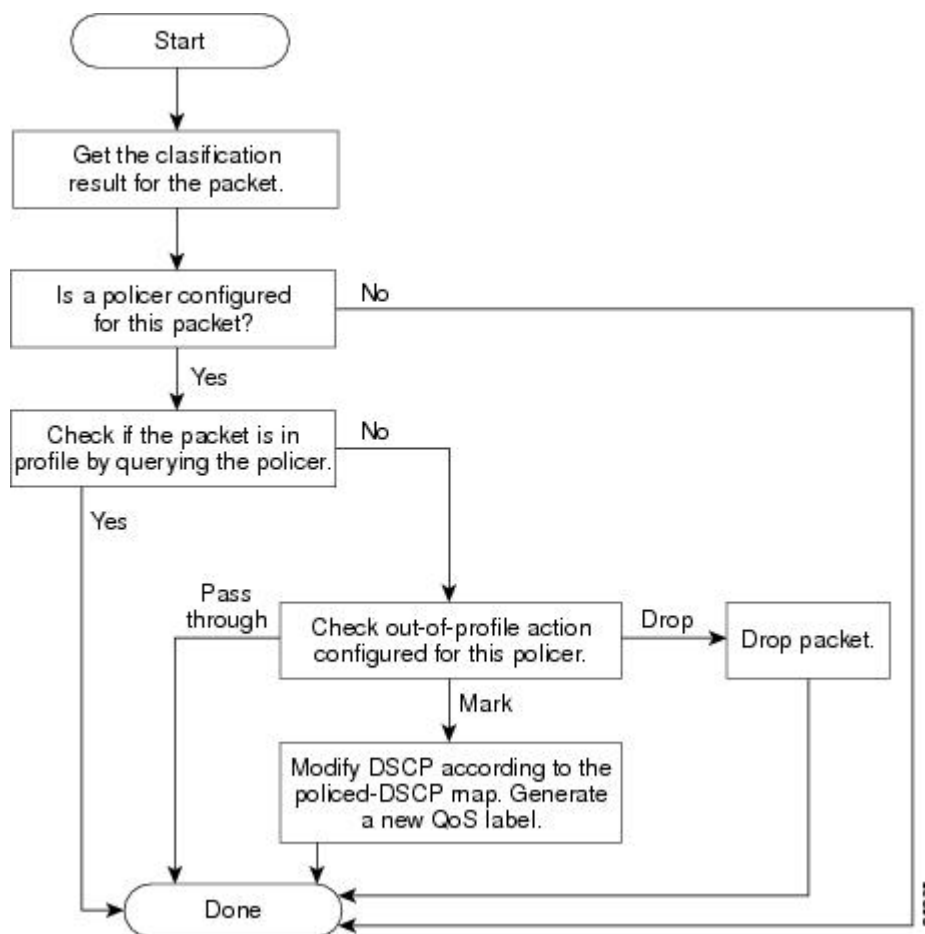 Start
Get the clasification
result for the packet.
Is a policer configured
for this packet?
No
Yes
Check if the packet is in
profile by querying the policer.
No
Yes
Pass
through
Check out-of-profile action
configured for this policer.
Drop
Drop packet.
Mark
Modify DSCP according to the
policed-DSCP map. Generate
a new QoS label.
Done